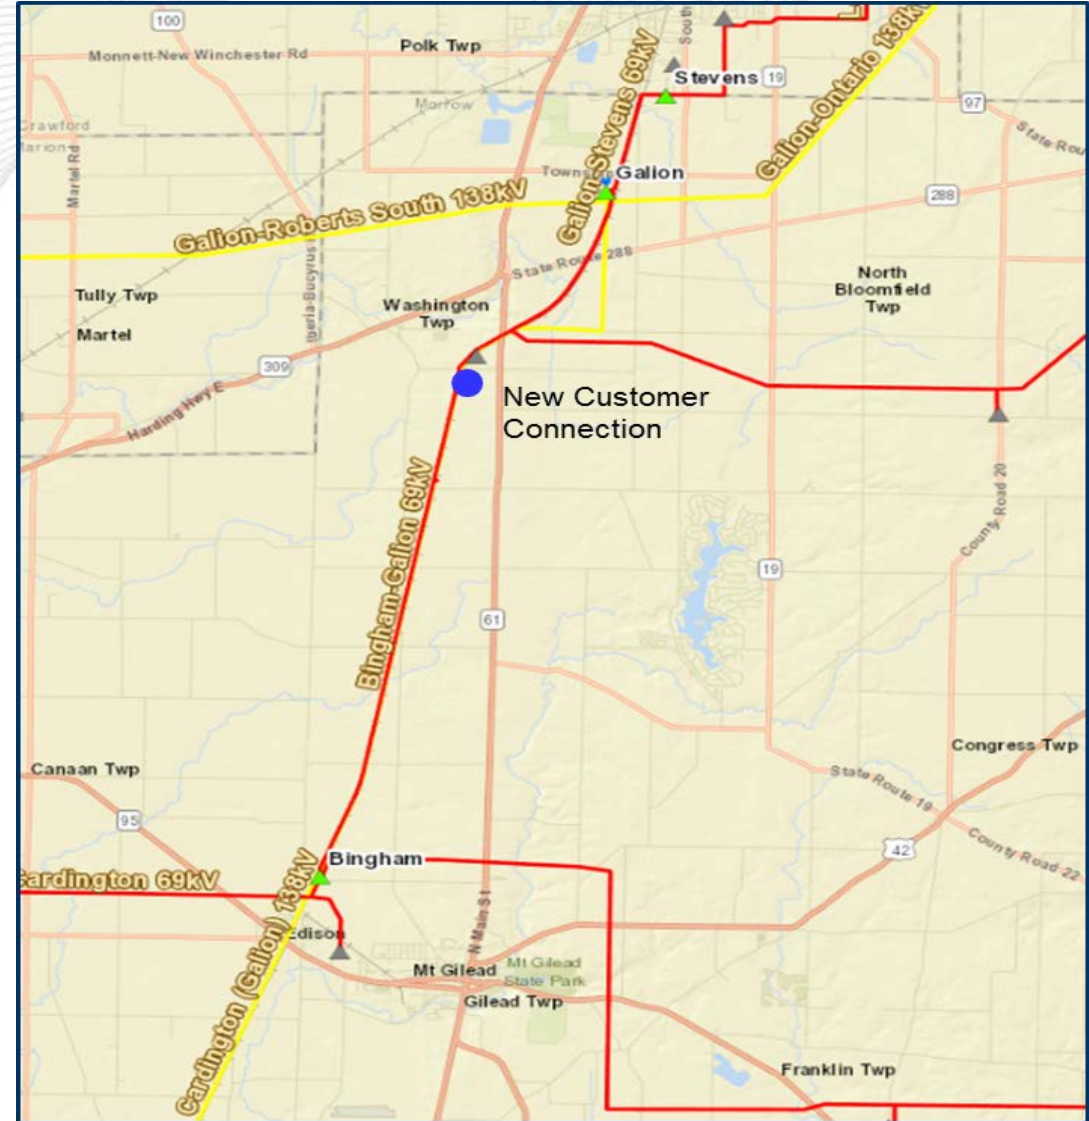 100
Monnett-New Winchester Rd
Polk Twp
South
Stevens
19
Galion-Ontario 138kV
Galion-Stevens 69kV
97
Morrow
Crawford
Marion
Martel Rd
State Rou
Townsh
Galion
288
Galion-Roberts South 138kV
State Route 288
Iberia-Bucyrus
North
Bloomfield
Twp
Tully Twp
Washington
Twp
Martel
309
Harding Hwy E
New Customer
Connection
Bingham-Galion 69kV
County Road 20
19
61
Canaan Twp
Congress Twp
State Route 19
95
County Road 22
42
Bingham
Cardington 69kV
Cardington (Galion) 138kV
Edison
N Main St
Mt Gilead
Mt Gilead
State Park
Gilead Twp
Franklin Twp